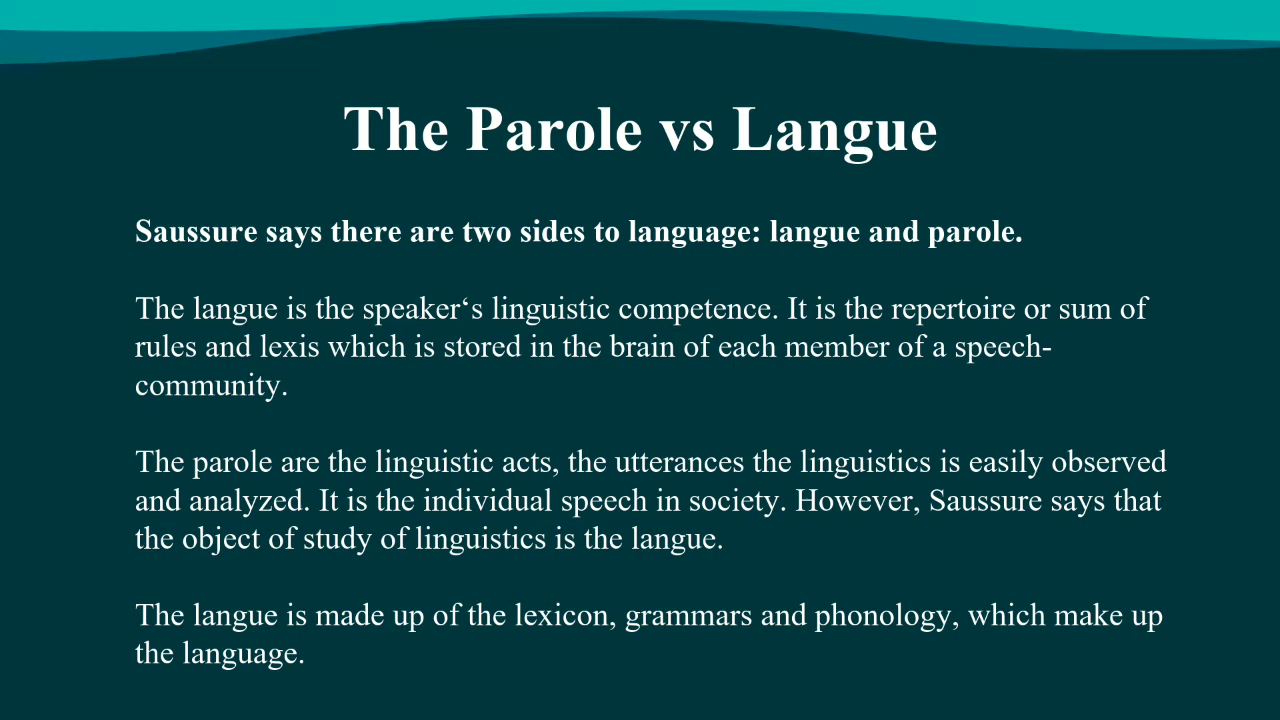 The Parole vs Langue
Saussure says there are two sides to language: langue and parole.
The langue is the speaker‘s linguistic competence. It is the repertoire or sum of
rules and lexis which is stored in the brain of each member of a speech-
community.
The parole are the linguistic acts, the utterances the linguistics is easily observed
and analyzed. It is the individual speech in society. However, Saussure says that
the object of study of linguistics is the langue.
The langue is made up of the lexicon, grammars and phonology, which make up
the language.